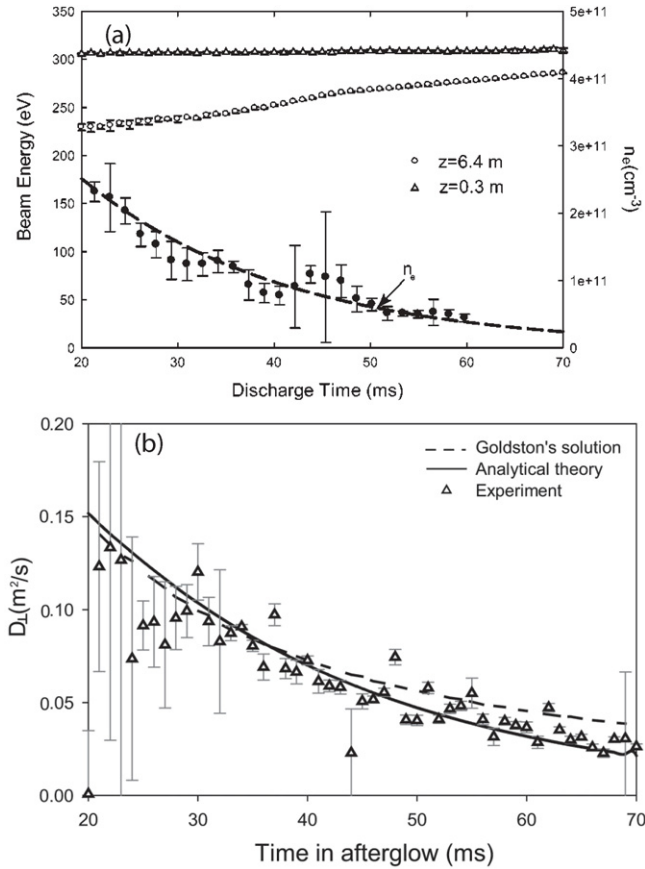 (a)
350
300
250
200
150
100
50
0
Beam Energy (eV)
5e+11
4e+11
3e+11
2e+11
1e+11
0
nₑ(cm⁻³)
z=6.4 m
z=0.3 m
nₑ
20 30 40 50 60 70
Discharge Time (ms)
(b)
0.20
0.15
0.10
0.05
0.00
D⊥(m²/s)
Goldston's solution
Analytical theory
Experiment
20 30 40 50 60 70
Time in afterglow (ms)